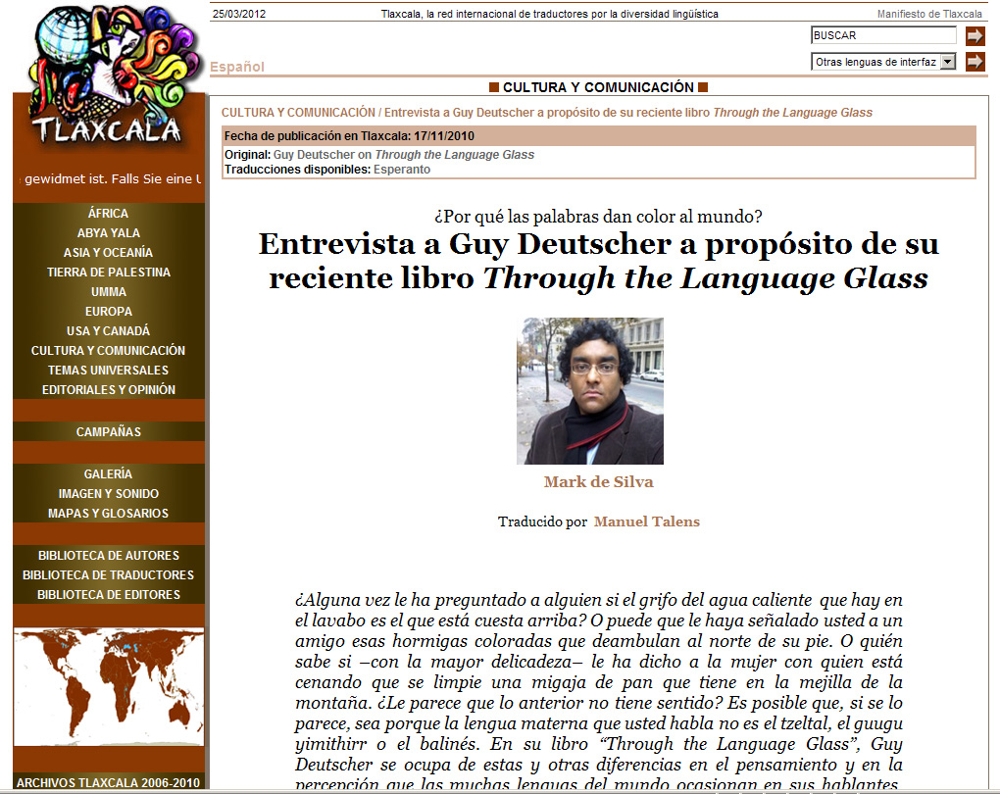 TLAXCALA
gewidmet ist. Falls Sie eine
ÁFRICA
ABYA YALA
ASIA Y OCEANÍA
TIERRA DE PALESTINA
UMMA
EUROPA
USA Y CANADÁ
CULTURA Y COMUNICACIÓN
TEMAS UNIVERSALES
EDITORIALES Y OPINIÓN
CAMPAÑAS
GALERÍA
IMAGEN Y SONIDO
MAPAS Y GLOSARIOS
BIBLIOTECA DE AUTORES
BIBLIOTECA DE TRADUCTORES
BIBLIOTECA DE EDITORES
ARCHIVOS TLAXCALA 2006-2010
25/03/2012 Tlaxcala, la red internacional de traductores por la diversidad lingüística Manifiesto de Tlaxcala
BUSCAR
Otras lenguas de interfaz
Español
CULTURA Y COMUNICACIÓN
CULTURA Y COMUNICACIÓN / Entrevista a Guy Deutscher a propósito de su reciente libro Through the Language Glass
Fecha de publicación en Tlaxcala: 17/11/2010
Original: Guy Deutscher on Through the Language Glass
Traducciones disponibles: Esperanto
¿Por qué las palabras dan color al mundo?
Entrevista a Guy Deutscher a propósito de su
reciente libro Through the Language Glass
Mark de Silva
Traducido por Manuel Talens
¿Alguna vez le ha preguntado a alguien si el grifo del agua caliente que hay en
el lavabo es el que está cuesta arriba? O puede que le haya señalado usted a un
amigo esas hormigas coloradas que deambulan al norte de su pie. O quién
sabe si –con la mayor delicadeza– le ha dicho a la mujer con quien está
cenando que se limpie una migaja de pan que tiene en la mejilla de la
montaña. ¿Le parece que lo anterior no tiene sentido? Es posible que, si se lo
parece, sea porque la lengua materna que usted habla no es el tzeltal, el guugu
yimithirr o el balinés. En su libro “Through the Language Glass”, Guy
Deutscher se ocupa de estas y otras diferencias en el pensamiento y en la
percepción que las muchas lenguas del mundo ocasionan en sus hablantes.